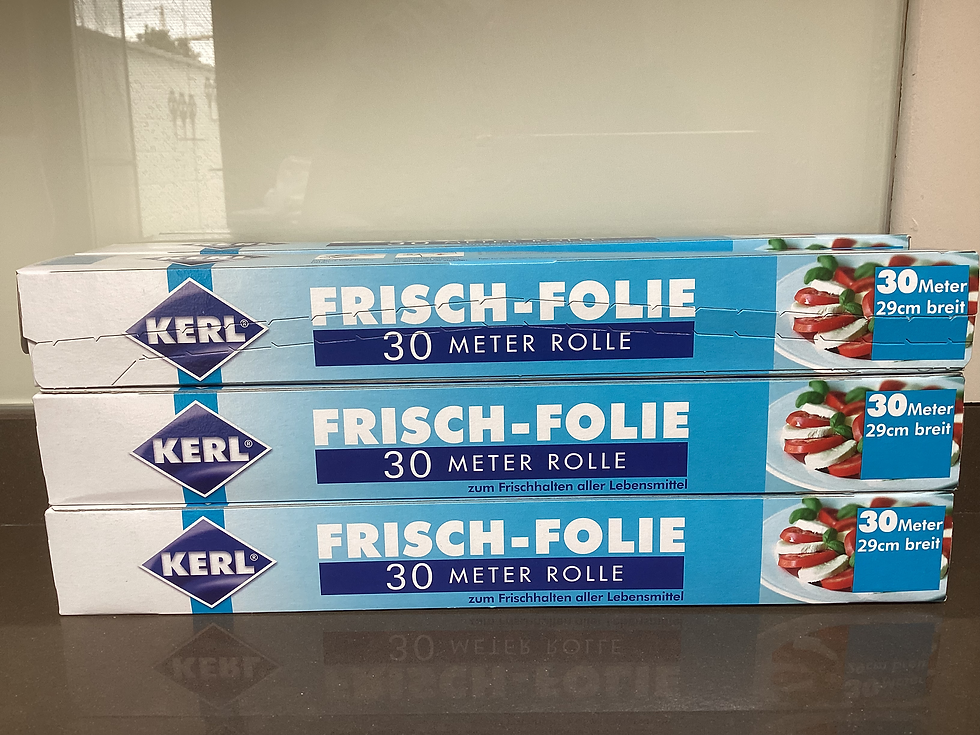 KERL®
FRISCH-FOLIE
30 METER ROLLE
30 Meter
29cm breit
KERL®
FRISCH-FOLIE
30 METER ROLLE
zum Frischhalten aller Lebensmittel
30 Meter
29cm breit
KERL®
FRISCH-FOLIE
30 METER ROLLE
zum Frischhalten aller Lebensmittel
30 Meter
29cm breit